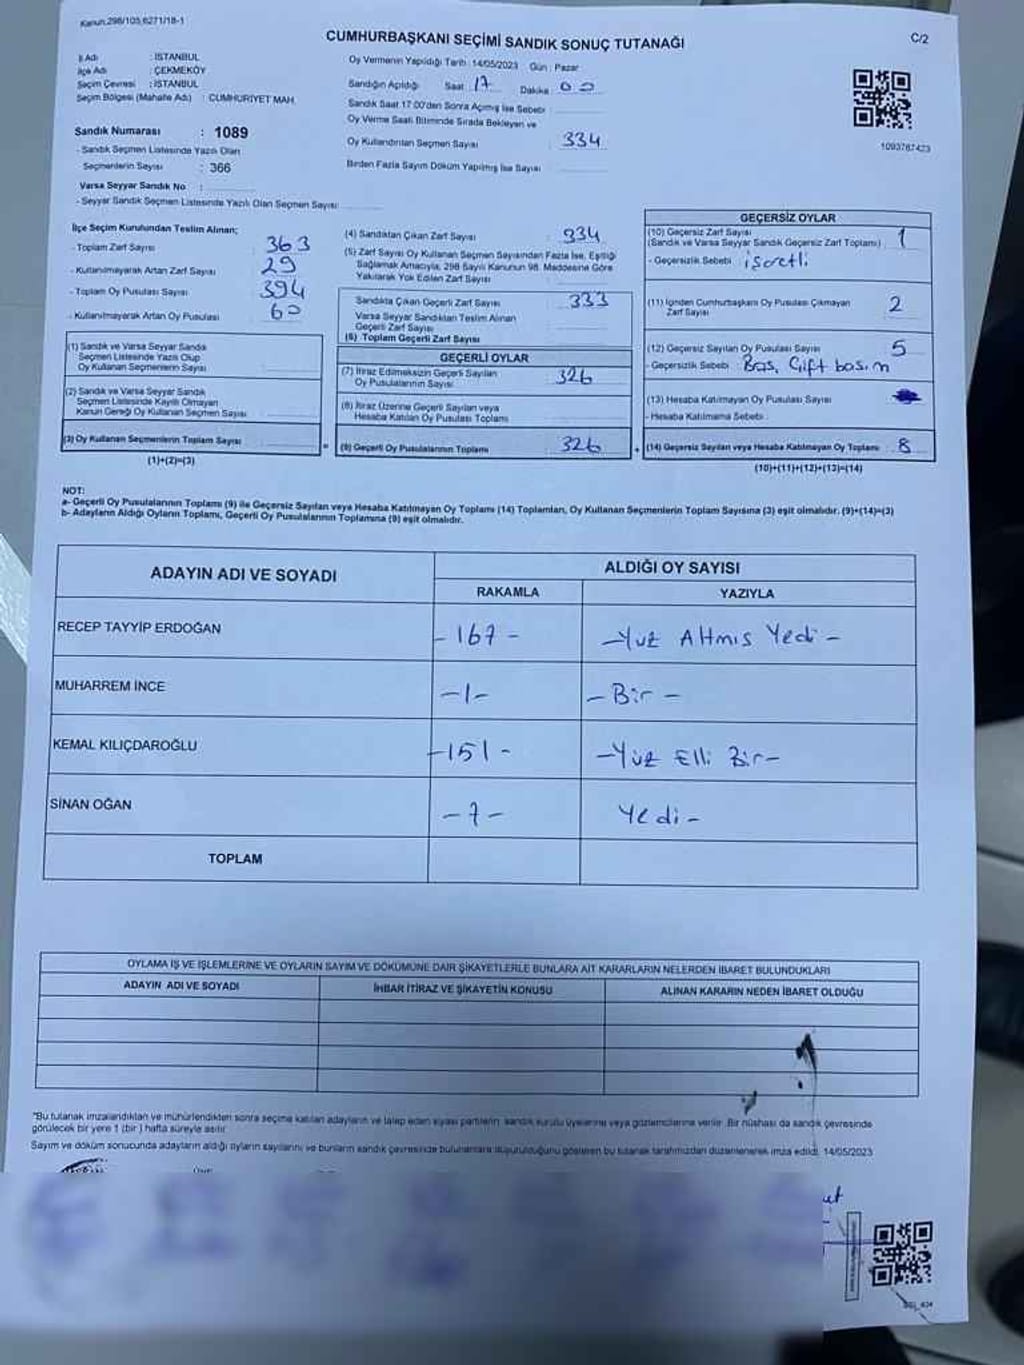 Kanun.298/105,6271/18-1
CUMHURBAŞKANI SEÇİMİ SANDIK SONUÇ TUTANAĞI
C/2
İl Adı : İSTANBUL
İlçe Adı : ÇEKMEKÖY
Seçim Çevresi : İSTANBUL
Seçim Bölgesi (Mahalle Adı) : CUMHURİYET MAH.
Sandık Numarası : 1089
- Sandık Seçmen Listesinde Yazılı Olan
Seçmenlerin Sayısı : 366
Varsa Seyyar Sandık No :
- Seyyar Sandık Seçmen Listesinde Yazılı Olan Seçmen Sayısı:
Oy Vermenin Yapıldığı Tarih :14/05/2023 Gün : Pazar
Sandığın Açıldığı Saat 17 Dakika 00
Sandık Saat 17.00'den Sonra Açılmış İse Sebebi :
Oy Verme Saati Bitiminde Sırada Bekleyen ve
Oy Kullandırılan Seçmen Sayısı : 334
Birden Fazla Sayım Döküm Yapılmış İse Sayısı :
1093787423
İlçe Seçim Kurulundan Teslim Alınan;
- Toplam Zarf Sayısı : 363
- Kullanılmayarak Artan Zarf Sayısı : 29
- Toplam Oy Pusulası Sayısı : 394
- Kullanılmayarak Artan Oy Pusulası : 60
(1) Sandık ve Varsa Seyyar Sandık
Seçmen Listesinde Yazılı Olup
Oy Kullanan Seçmenlerin Sayısı :
(2) Sandık ve Varsa Seyyar Sandık
Seçmen Listesinde Kayıtlı Olmayan
Kanun Gereği Oy Kullanan Seçmen Sayısı :
(3) Oy Kullanan Seçmenlerin Toplam Sayısı :
(1)+(2)=(3)
(4) Sandıktan Çıkan Zarf Sayısı : 334
(5) Zarf Sayısı Oy Kullanan Seçmen Sayısından Fazla İse, Eşitliği
Sağlamak Amacıyla, 298 Sayılı Kanunun 98. Maddesine Göre
Yakılarak Yok Edilen Zarf Sayısı :
Sandıkta Çıkan Geçerli Zarf Sayısı : 333
Varsa Seyyar Sandıktan Teslim Alınan
Geçerli Zarf Sayısı :
(6) Toplam Geçerli Zarf Sayısı
GEÇERLİ OYLAR
(7) İtiraz Edilmeksizin Geçerli Sayılan
Oy Pusulalarının Sayısı : 326
(8) İtiraz Üzerine Geçerli Sayılan veya
Hesaba Katılan Oy Pusulası Toplamı :
= (9) Geçerli Oy Pusulalarının Toplamı : 326
GEÇERSİZ OYLAR
(10) Geçersiz Zarf Sayısı
(Sandık ve Varsa Seyyar Sandık Geçersiz Zarf Toplamı) : 1
- Geçersizlik Sebebi : işaretli
(11) İçinden Cumhurbaşkanı Oy Pusulası Çıkmayan
Zarf Sayısı : 2
(12) Geçersiz Sayılan Oy Pusulası Sayısı : 5
- Geçersizlik Sebebi : Boş, Çift basım
(13) Hesaba Katılmayan Oy Pusulası Sayısı :
- Hesaba Katılmama Sebebi :
+ (14) Geçersiz Sayılan veya Hesaba Katılmayan Oy Toplamı : 8
(10)+(11)+(12)+(13)=(14)
NOT:
a- Geçerli Oy Pusulalarının Toplamı (9) ile Geçersiz Sayılan veya Hesaba Katılmayan Oy Toplamı (14) Toplamları, Oy Kullanan Seçmenlerin Toplam Sayısına (3) eşit olmalıdır. (9)+(14)=(3)
b- Adayların Aldığı Oyların Toplamı, Geçerli Oy Pusulalarının Toplamına (9) eşit olmalıdır.
ADAYIN ADI VE SOYADI
ALDIĞI OY SAYISI
RAKAMLA YAZIYLA
RECEP TAYYİP ERDOĞAN - 167 - - Yüz Altmış Yedi -
MUHARREM İNCE - 1 - - Bir -
KEMAL KILIÇDAROĞLU - 151 - - Yüz Elli Bir -
SİNAN OĞAN - 7 - Yedi -
TOPLAM
OYLAMA İŞ VE İŞLEMLERİNE VE OYLARIN SAYIM VE DÖKÜMÜNE DAİR ŞİKAYETLERLE BUNLARA AİT KARARLARIN NELERDEN İBARET BULUNDUKLARI
ADAYIN ADI VE SOYADI İHBAR İTİRAZ VE ŞİKAYETİN KONUSU ALINAN KARARIN NEDEN İBARET OLDUĞU
"Bu tutanak imzalandıktan ve mühürlendikten sonra seçime katılan adayların ve talep eden siyasi partilerin, sandık kurulu üyelerine veya gözlemcilerine verilir. Bir nüshası da sandık çevresinde
görülecek bir yere 1 (bir) hafta süreyle asılır.
Sayım ve döküm sonucunda adayların aldığı oyların sayılarını ve bunların sandık çevresinde bulunanlara duyurulduğunu gösteren bu tutanak tarafımızdan düzenlenerek imza edildi. 14/05/2023